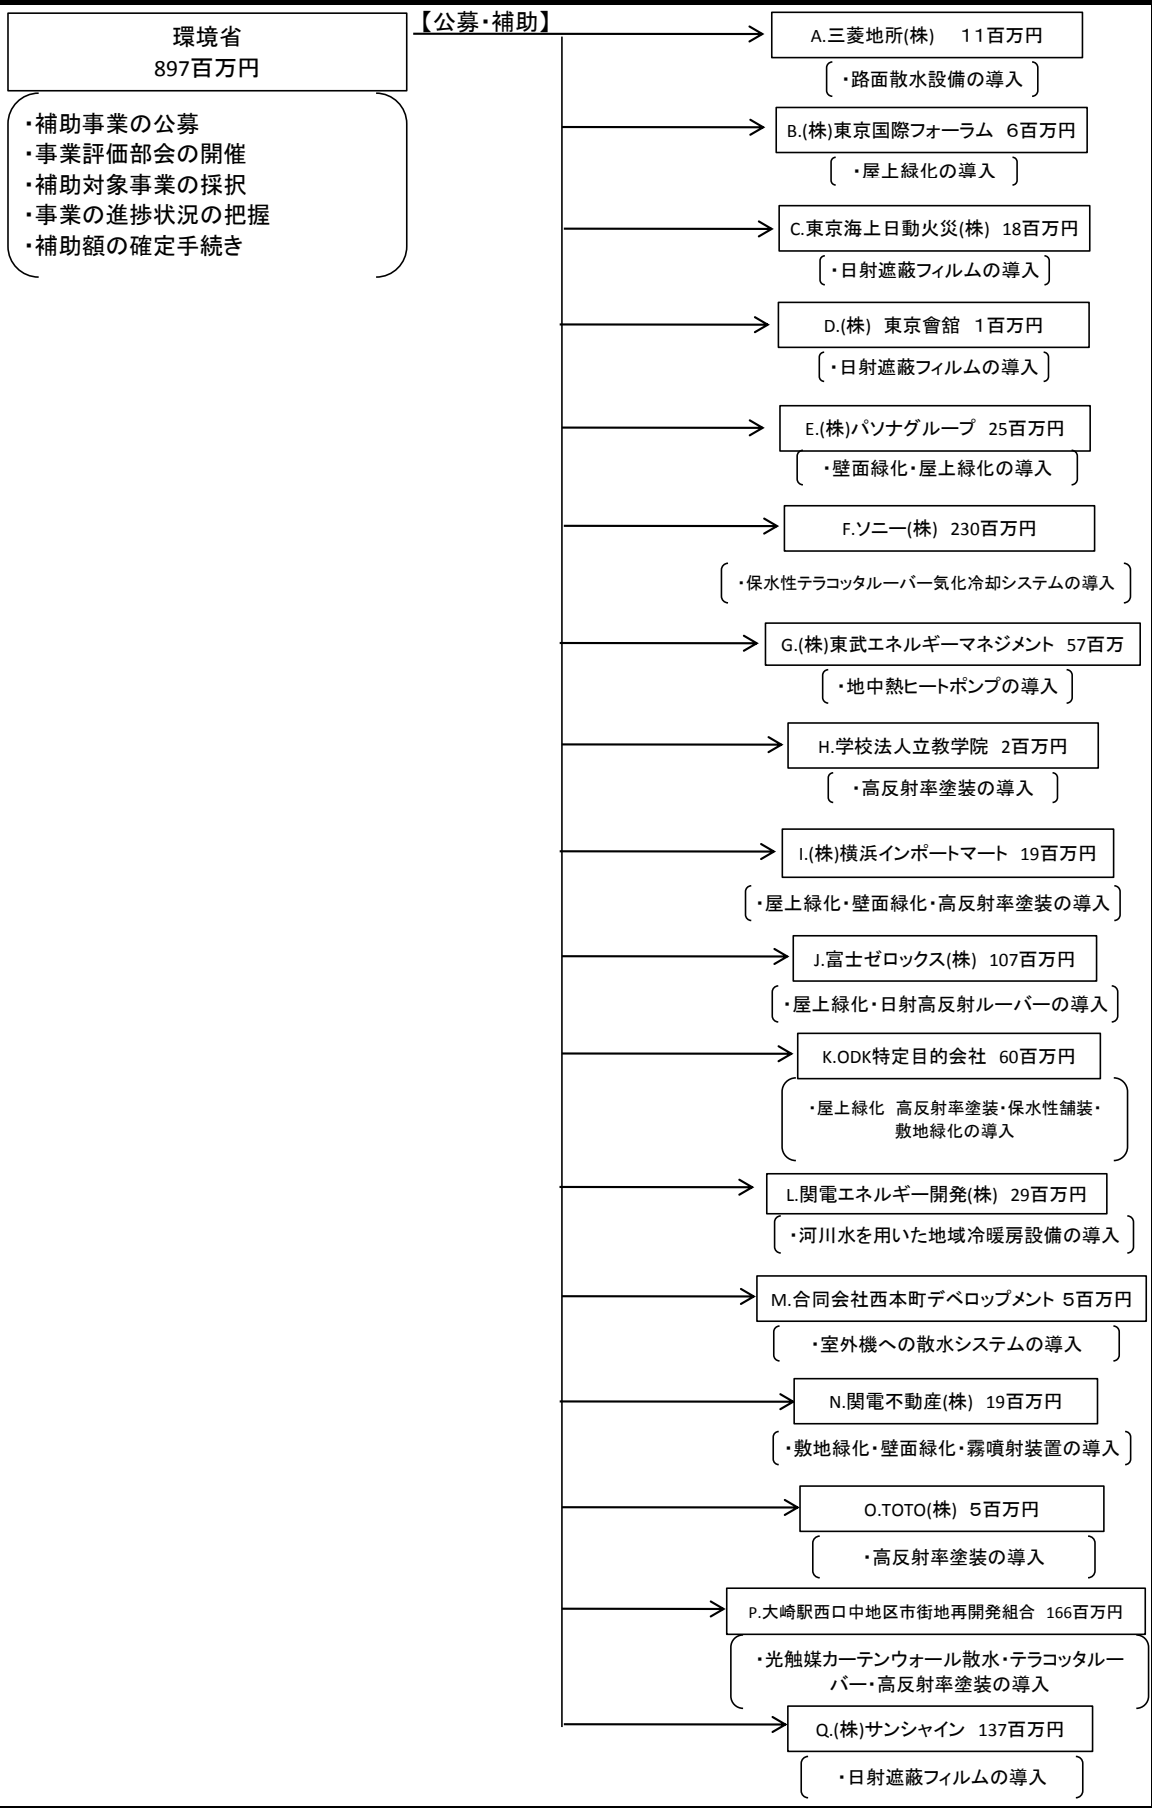 環境省
897百万円
・補助事業の公募
・事業評価部会の開催
・補助対象事業の採択
・事業の進捗状況の把握
・補助額の確定手続き
【公募・補助】
A.三菱地所(株) 11百万円
・路面散水設備の導入
B.(株)東京国際フォーラム 6百万円
・屋上緑化の導入
C.東京海上日動火災(株) 18百万円
・日射遮蔽フィルムの導入
D.(株) 東京會舘 1百万円
・日射遮蔽フィルムの導入
E.(株)パソナグループ 25百万円
・壁面緑化・屋上緑化の導入
F.ソニー(株) 230百万円
・保水性テラコッタルーバー気化冷却システムの導入
G.(株)東武エネルギーマネジメント 57百万
・地中熱ヒートポンプの導入
H.学校法人立教学院 2百万円
・高反射率塗装の導入
I.(株)横浜インポートマート 19百万円
・屋上緑化・壁面緑化・高反射率塗装の導入
J.富士ゼロックス(株) 107百万円
・屋上緑化・日射高反射ルーバーの導入
K.ODK特定目的会社 60百万円
・屋上緑化 高反射率塗装・保水性舗装・
敷地緑化の導入
L.関電エネルギー開発(株) 29百万円
・河川水を用いた地域冷暖房設備の導入
M.合同会社西本町デベロップメント 5百万円
・室外機への散水システムの導入
N.関電不動産(株) 19百万円
・敷地緑化・壁面緑化・霧噴射装置の導入
O.TOTO(株) 5百万円
・高反射率塗装の導入
P.大崎駅西口中地区市街地再開発組合 166百万円
・光触媒カーテンウォール散水・テラコッタルー
バー・高反射率塗装の導入
Q.(株)サンシャイン 137百万円
・日射遮蔽フィルムの導入